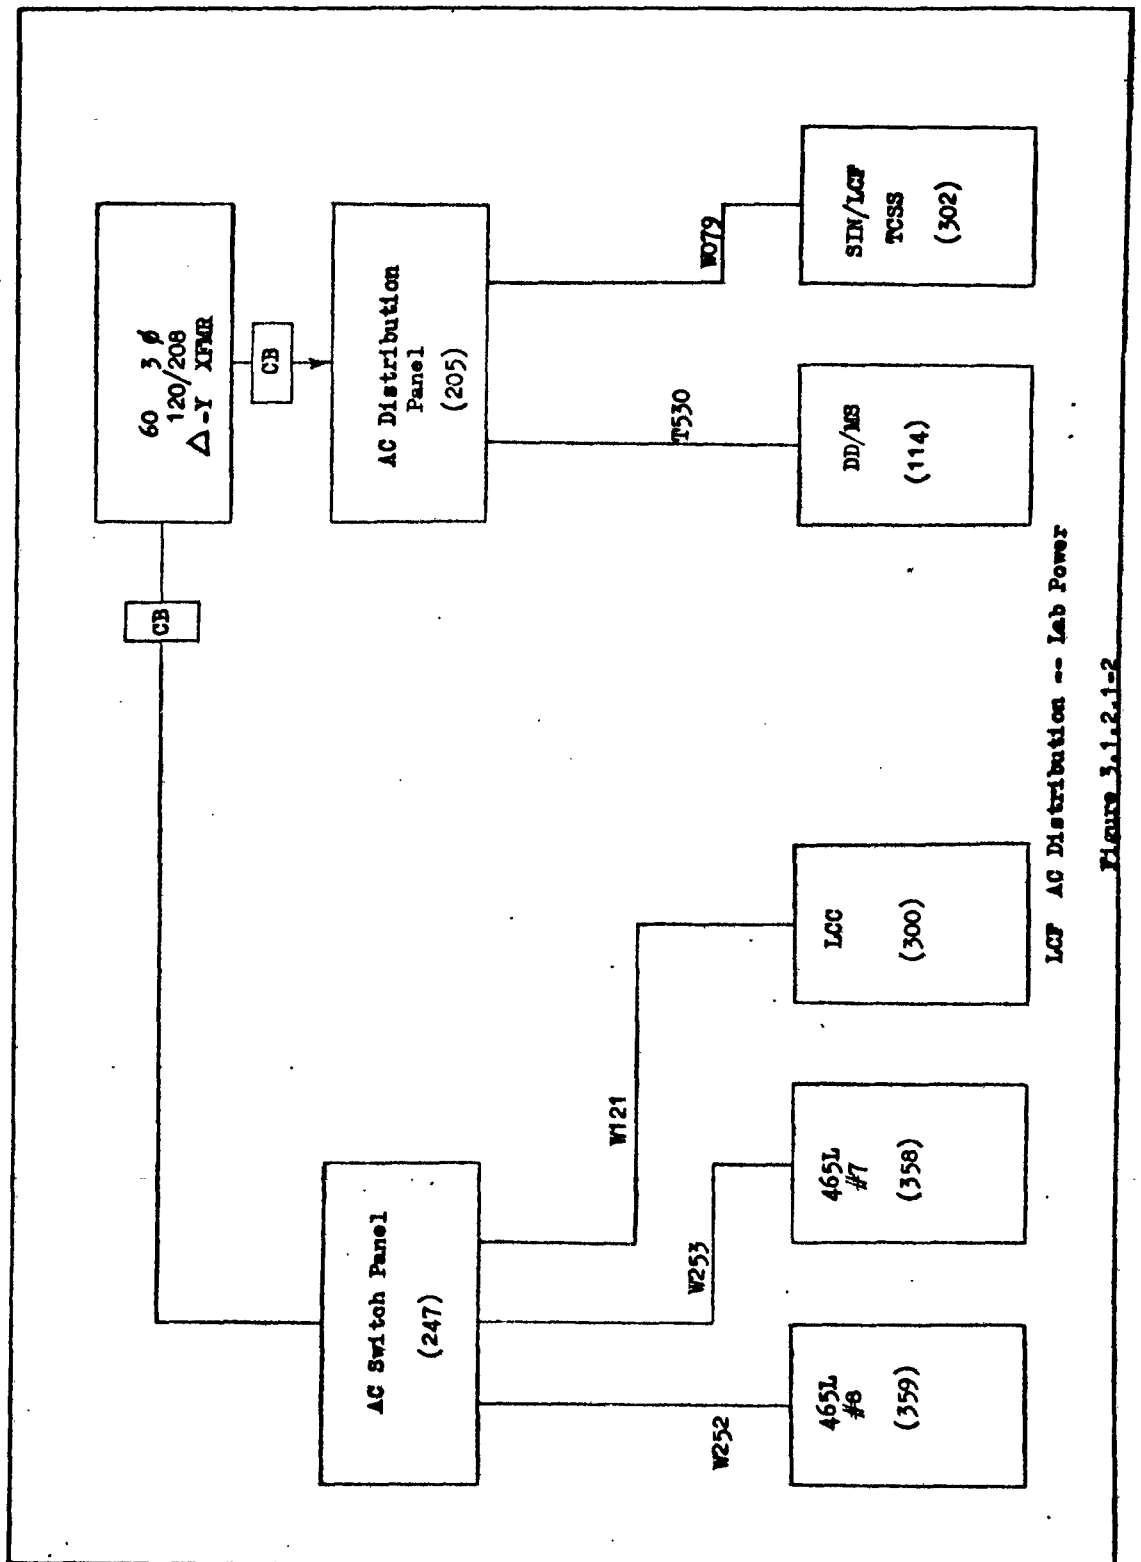 60 3 ø
120/208
Δ-Y XFMR
CB
CB
AC Switch Panel
(247)
AC Distribution
Panel
(205)
W252
W253
W121
T530
W079
465L
#8
(359)
465L
#7
(358)
LCC
(300)
DD/MS
(114)
SIN/LCF
TCSS
(302)
LCF AC Distribution -- Lab Power
Figure 3.1.2.1-2